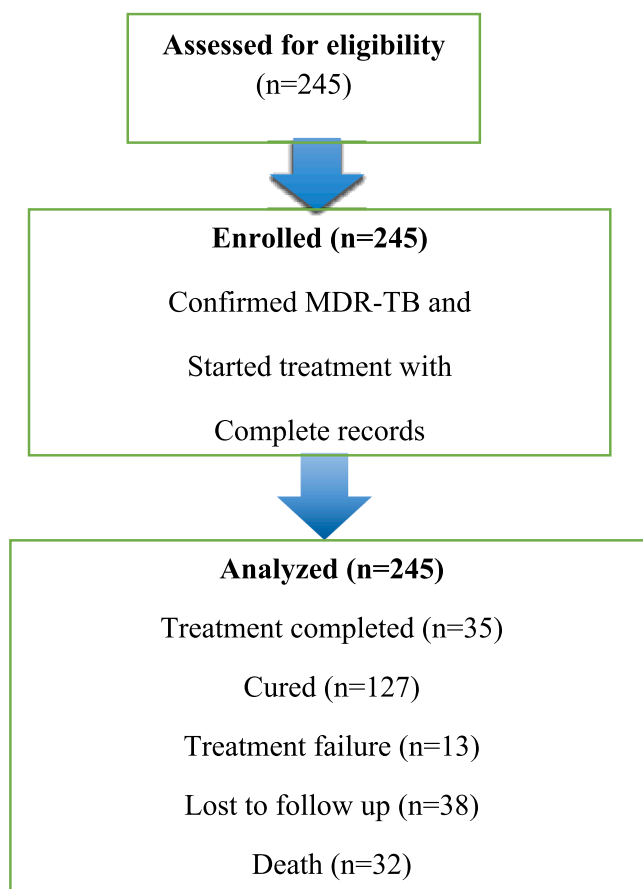 Assessed for eligibility
(n=245)
Enrolled (n=245)
Confirmed MDR-TB and
Started treatment with
Complete records
Analyzed (n=245)
Treatment completed (n=35)
Cured (n=127)
Treatment failure (n=13)
Lost to follow up (n=38)
Death (n=32)